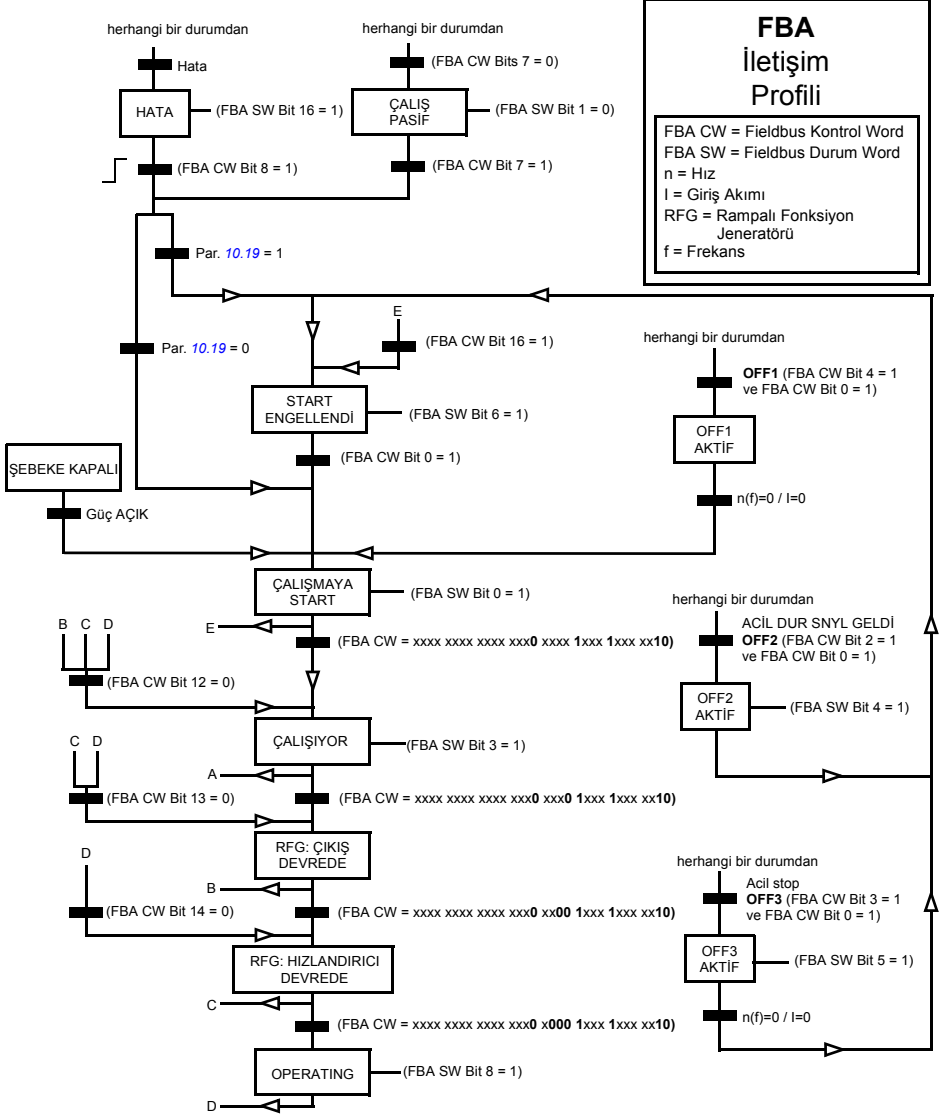 FBA
İletişim
Profili
FBA CW = Fieldbus Kontrol Word
FBA SW = Fieldbus Durum Word
n = Hız
I = Giriş Akımı
RFG = Rampalı Fonksiyon
Jeneratörü
f = Frekans
herhangi bir durumdan
herhangi bir durumdan
Hata
(FBA CW Bits 7 = 0)
HATA
(FBA SW Bit 16 = 1)
ÇALIŞ
PASİF
(FBA SW Bit 1 = 0)
(FBA CW Bit 8 = 1)
(FBA CW Bit 7 = 1)
Par. 10.19 = 1
E
(FBA CW Bit 16 = 1)
Par. 10.19 = 0
herhangi bir durumdan
OFF1 (FBA CW Bit 4 = 1
ve FBA CW Bit 0 = 1)
START
ENGELLENDİ
(FBA SW Bit 6 = 1)
OFF1
AKTİF
(FBA CW Bit 0 = 1)
ŞEBEKE KAPALI
n(f)=0 / I=0
Güç AÇIK
ÇALIŞMAYA
START
(FBA SW Bit 0 = 1)
herhangi bir durumdan
B C D
E
(FBA CW = xxxx xxxx xxxx xxx0 xxxx 1xxx 1xxx xx10)
ACİL DUR SNYL GELDİ
OFF2 (FBA CW Bit 2 = 1
ve FBA CW Bit 0 = 1)
(FBA CW Bit 12 = 0)
OFF2
AKTİF
(FBA SW Bit 4 = 1)
ÇALIŞIYOR
(FBA SW Bit 3 = 1)
C D
A
(FBA CW Bit 13 = 0)
(FBA CW = xxxx xxxx xxxx xxx0 xxx0 1xxx 1xxx xx10)
RFG: ÇIKIŞ
DEVREDE
D
B
herhangi bir durumdan
Acil stop
OFF3 (FBA CW Bit 3 = 1
ve FBA CW Bit 0 = 1)
(FBA CW Bit 14 = 0)
(FBA CW = xxxx xxxx xxxx xxx0 xx00 1xxx 1xxx xx10)
RFG: HIZLANDIRICI
DEVREDE
OFF3
AKTİF
(FBA SW Bit 5 = 1)
C
(FBA CW = xxxx xxxx xxxx xxx0 x000 1xxx 1xxx xx10)
n(f)=0 / I=0
OPERATING
(FBA SW Bit 8 = 1)
D